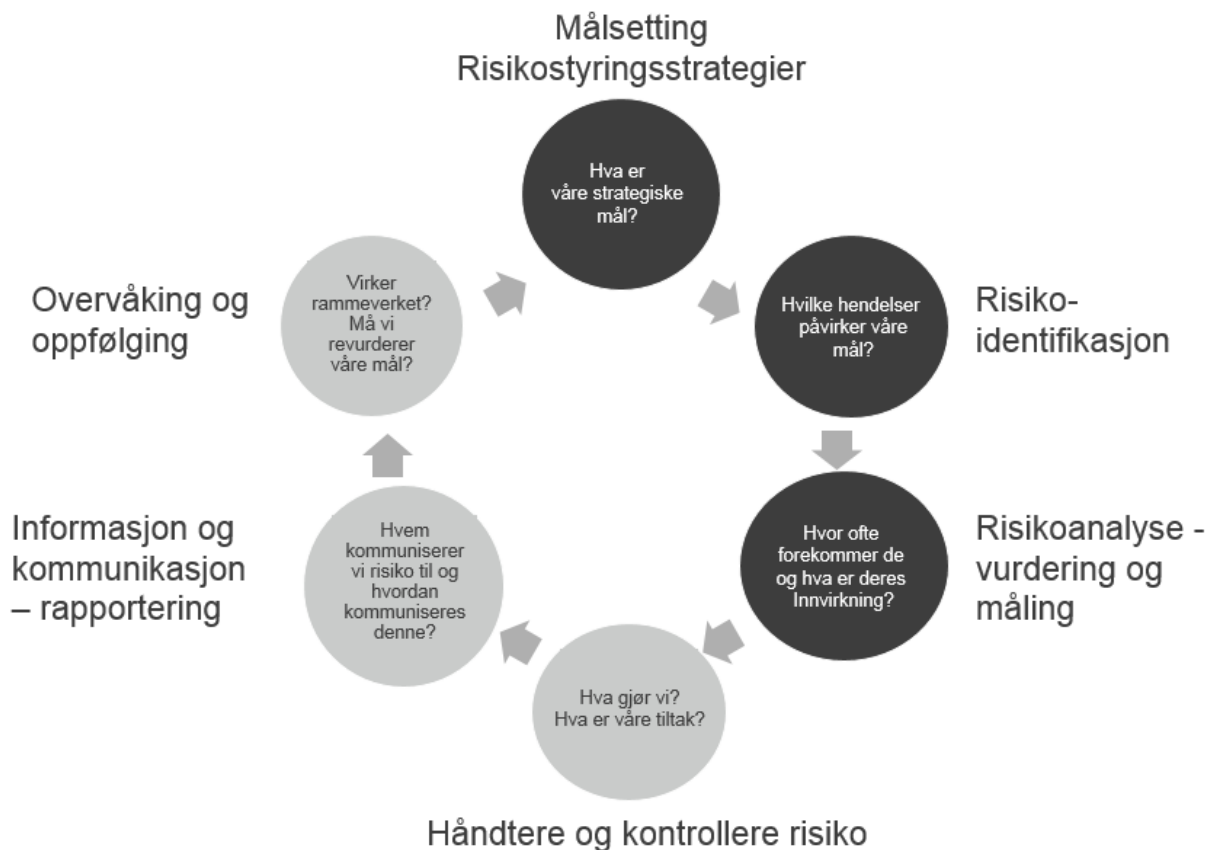 Målsetting
Risikostyringsstrategier
Hva er
våre strategiske
mål?
Hvilke hendelser
påvirker våre
mål?
Risiko-
identifikasjon
Hvor ofte
forekommer de
og hva er deres
Innvirkning?
Risikoanalyse -
vurdering og
måling
Hva gjør vi?
Hva er våre tiltak?
Håndtere og kontrollere risiko
Hvem
kommuniserer
vi risiko til og
hvordan
kommuniseres
denne?
Informasjon og
kommunikasjon
– rapportering
Virker
rammeverket?
Må vi
revurderer
våre mål?
Overvåking og
oppfølging